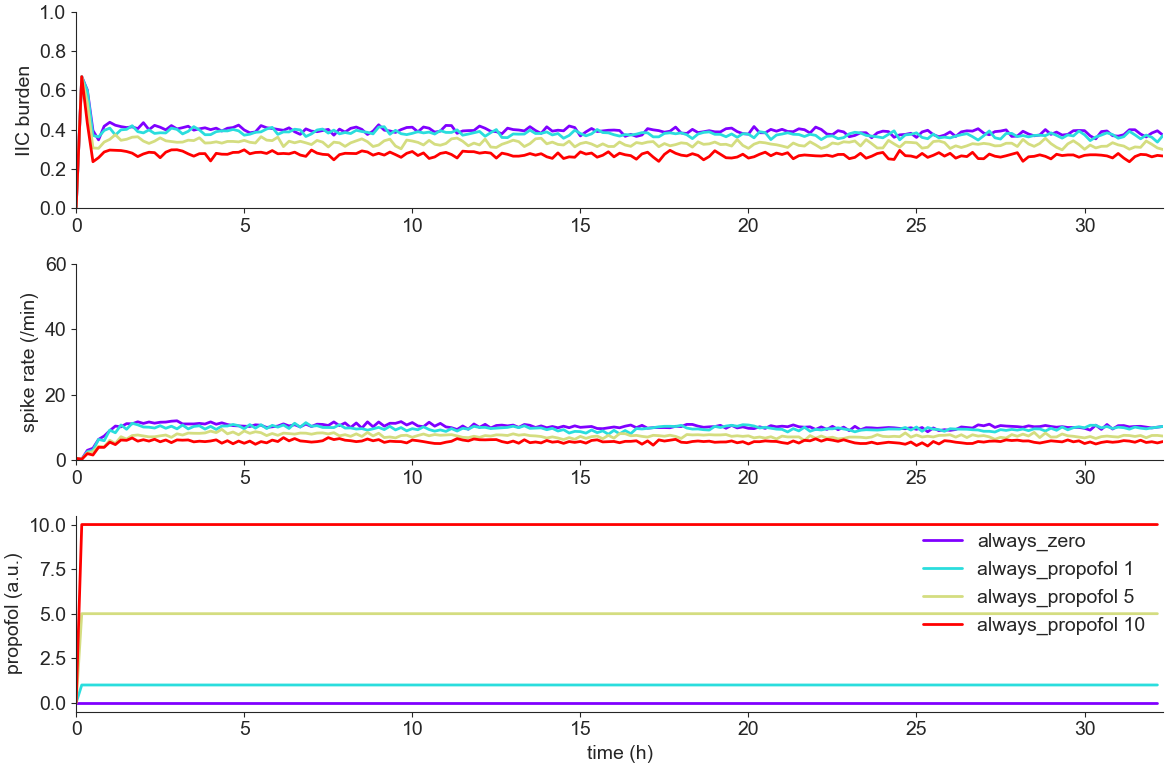 1.0
0.8
0.6
0.4
0.2
0.0
IIC burden
0 5 10 15 20 25 30
60
40
20
0
spike rate (/min)
0 5 10 15 20 25 30
10.0
7.5
5.0
2.5
0.0
propofol (a.u.)
always_zero
always_propofol 1
always_propofol 5
always_propofol 10
0 5 10 15 20 25 30
time (h)